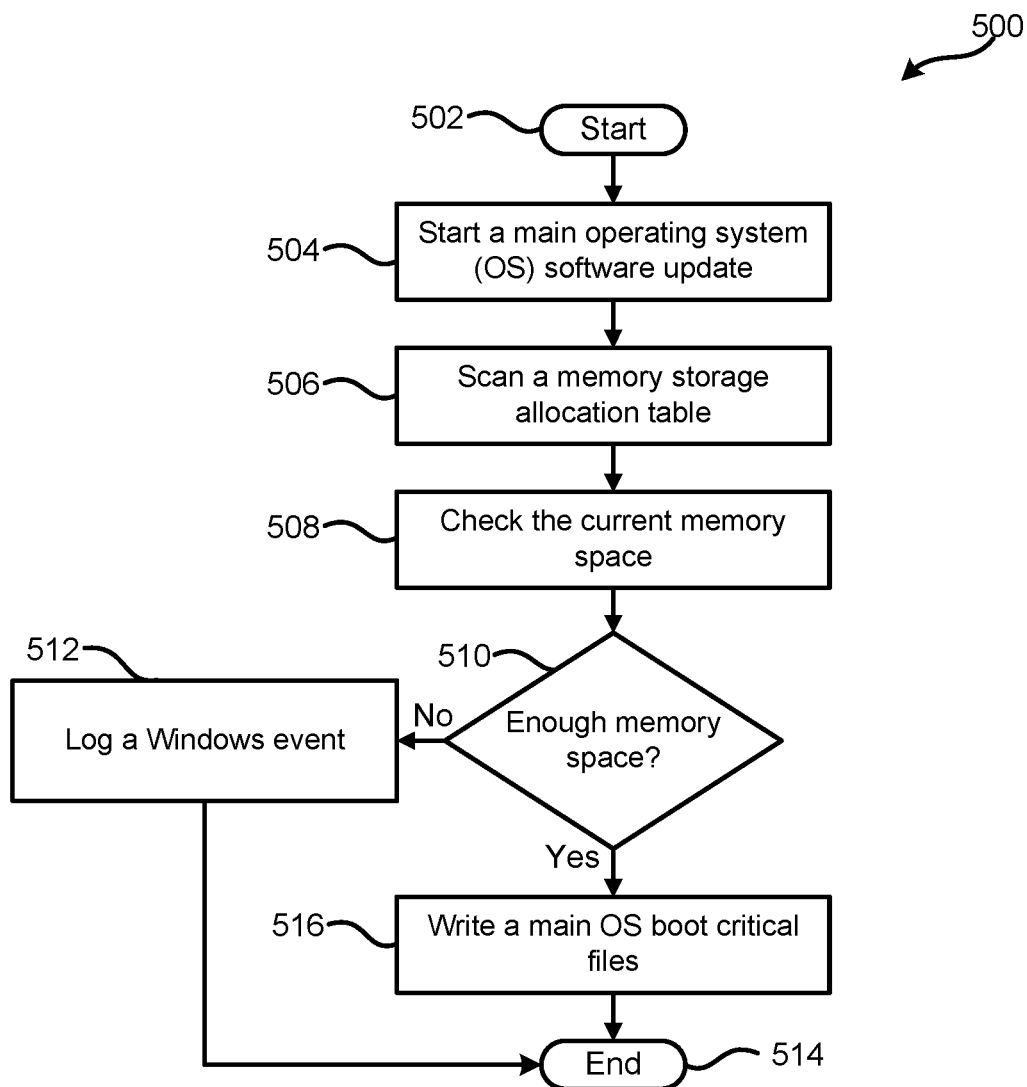 500
502
Start
504
Start a main operating system
(OS) software update
506
Scan a memory storage
allocation table
508
Check the current memory
space
512
510
Log a Windows event
No
Enough memory
space?
Yes
516
Write a main OS boot critical
files
End
514